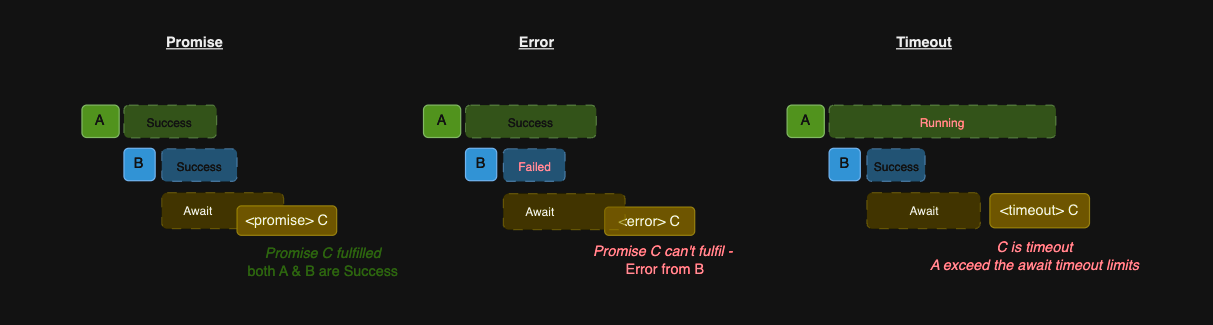 Promise
A
Success
B
Success
Await
<promise> C
Promise C fulfilled
both A & B are Success
Error
A
Success
B
Failed
Await
<error> C
Promise C can't fulfil -
Error from B
Timeout
A
Running
B
Success
Await
<timeout> C
C is timeout
A exceed the await timeout limits